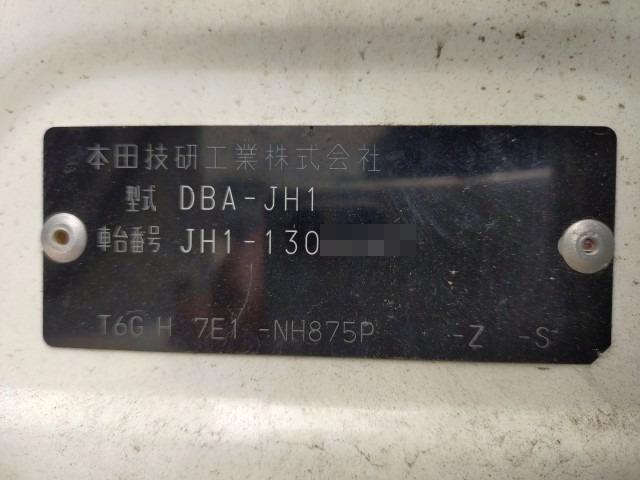 本田技研工業株式会社
型式 DBA-JH1
車台番号 JH1-130
T6G H 7E1 -NH875P -Z -S